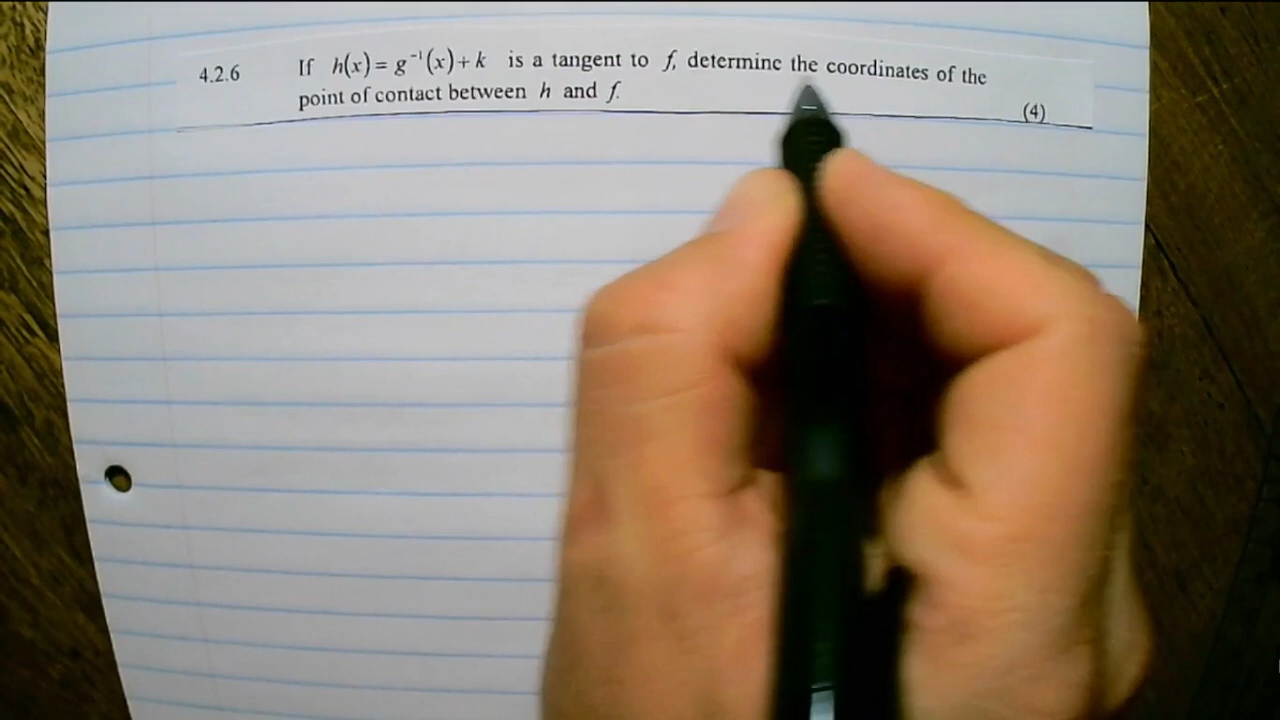 4.2.6 If h(x) = g⁻¹(x) + k is a tangent to f, determine the coordinates of the
point of contact between h and f.
(4)